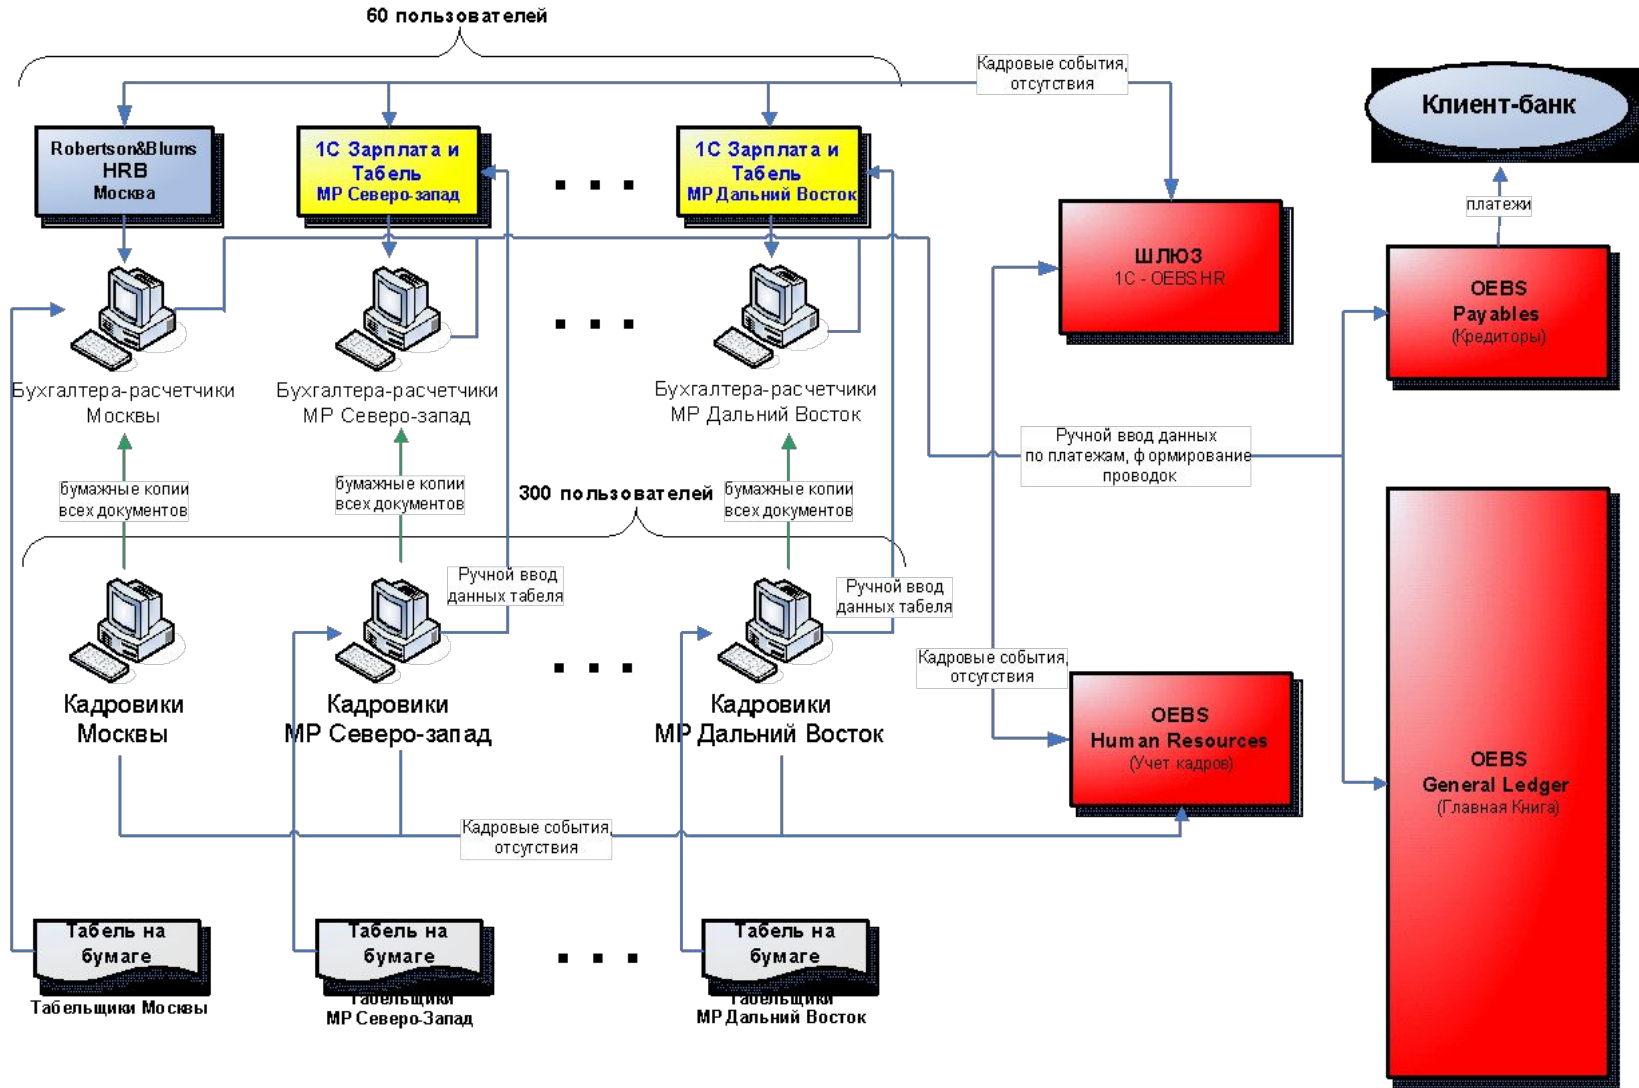 60 пользователей
Кадровые события,
отсутствия
Клиент-банк
Robertson&Blums
HRB
Москва
1С Зарплата и
Табель
МР Северо-запад
1С Зарплата и
Табель
МР Дальний Восток
платежи
ШЛЮЗ
1С - OEBS HR
OEBS
Payables
(Кредиторы)
Бухгалтера-расчетчики
Москвы
Бухгалтера-расчетчики
МР Северо-запад
Бухгалтера-расчетчики
МР Дальний Восток
Ручной ввод данных
по платежам, формирование
проводок
бумажные копии
всех документов
бумажные копии
всех документов
300 пользователей
бумажные копии
всех документов
Ручной ввод
данных табеля
Ручной ввод
данных табеля
Кадровые события,
отсутствия
Кадровики
Москвы
Кадровики
МР Северо-запад
Кадровики
МР Дальний Восток
OEBS
Human Resources
(Учет кадров)
OEBS
General Ledger
(Главная Книга)
Кадровые события,
отсутствия
Табель на
бумаге
Табель на
бумаге
Табель на
бумаге
Табельщики Москвы
Табельщики
МР Северо-Запад
Табельщики
МР Дальний Восток